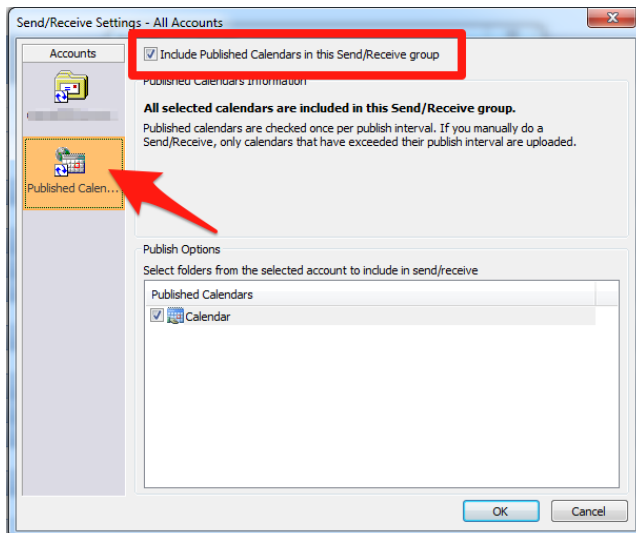 Send/Receive Settings - All Accounts
Accounts
Published Calen...
Include Published Calendars in this Send/Receive group
Published Calendars Information
All selected calendars are included in this Send/Receive group.
Published calendars are checked once per publish interval. If you manually do a
Send/Receive, only calendars that have exceeded their publish interval are uploaded.
Publish Options
Select folders from the selected account to include in send/receive
Published Calendars
Calendar
OK
Cancel